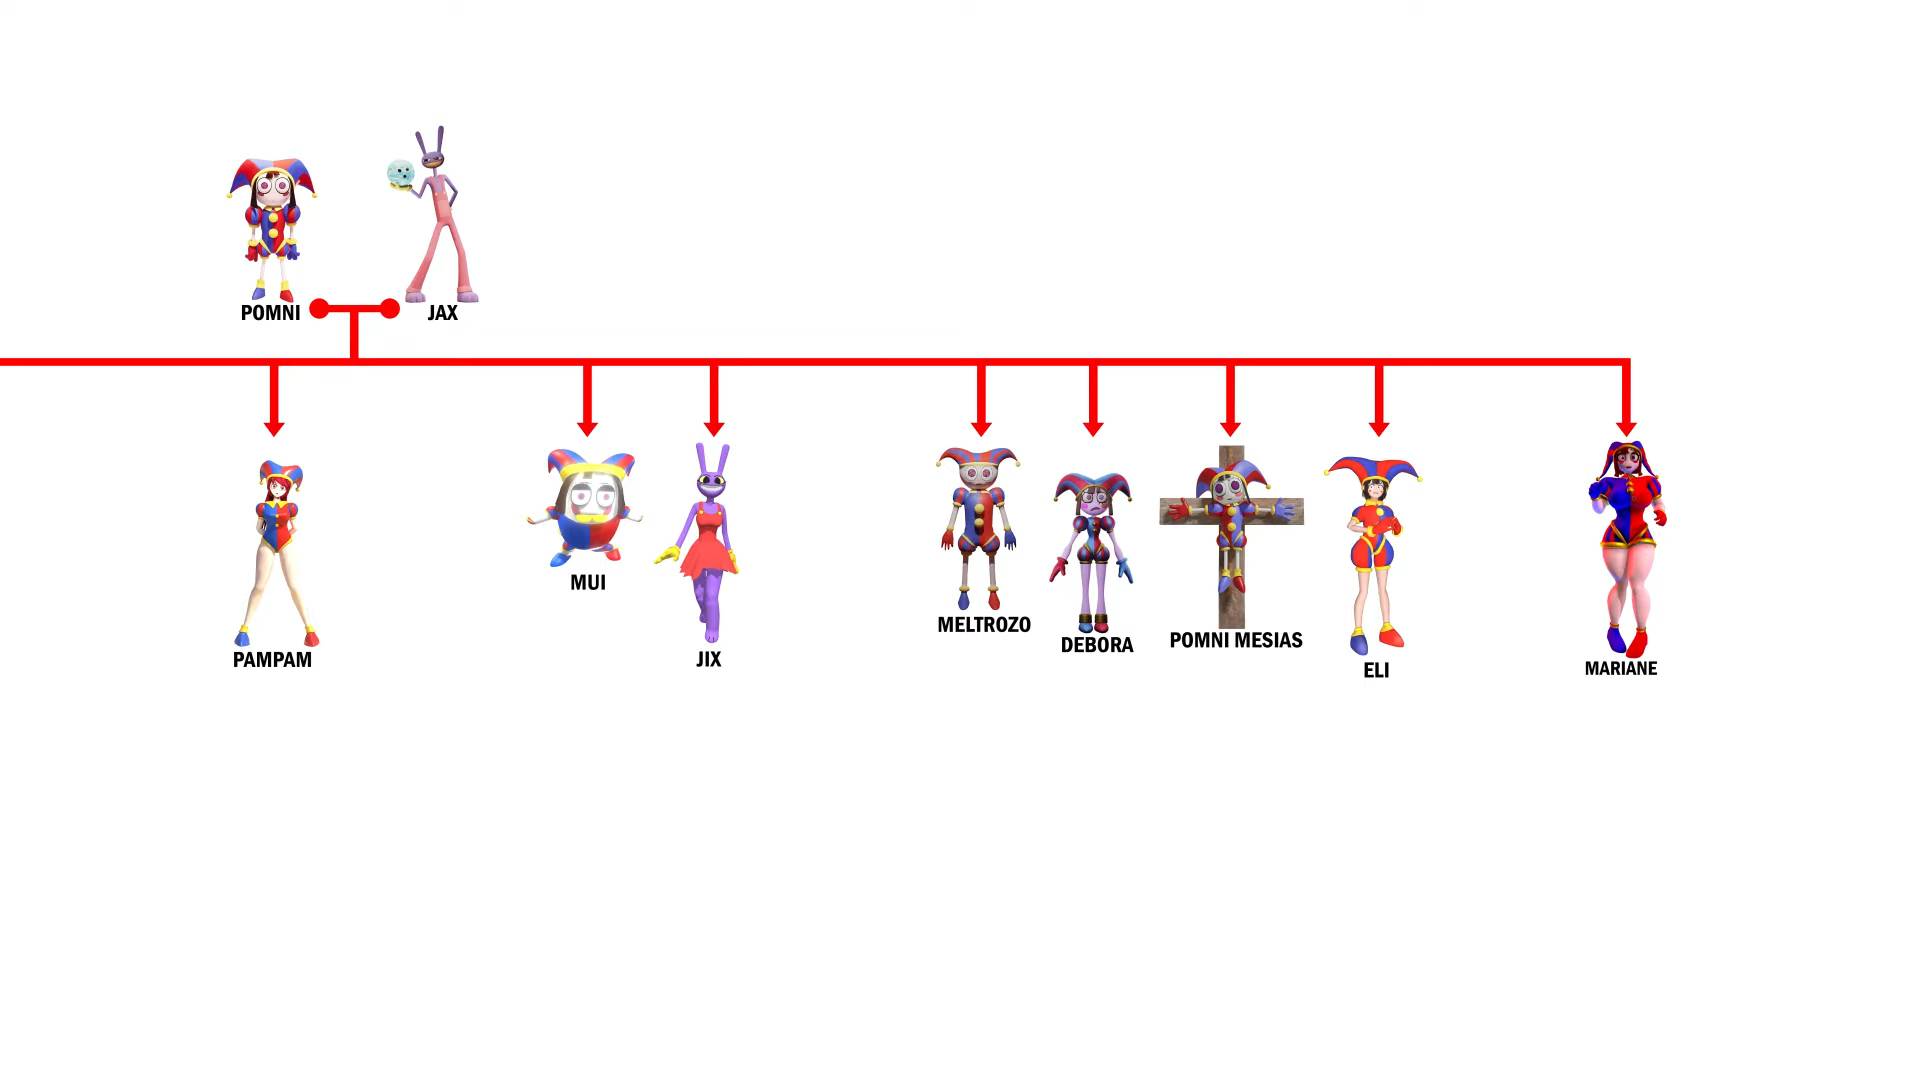 POMNI
JAX
PAMPAM
MUI
JIX
MELTROZO
DEBORA
POMNI MESIAS
ELI
MARIANE